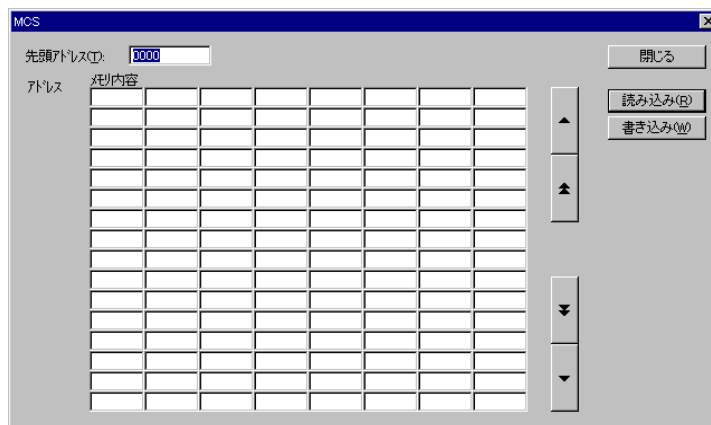 MCS
先頭ｱﾄﾞﾚｽ(T): 0000
閉じる
ｱﾄﾞﾚｽ ﾒﾓﾘ内容
読み込み(R)
書き込み(W)